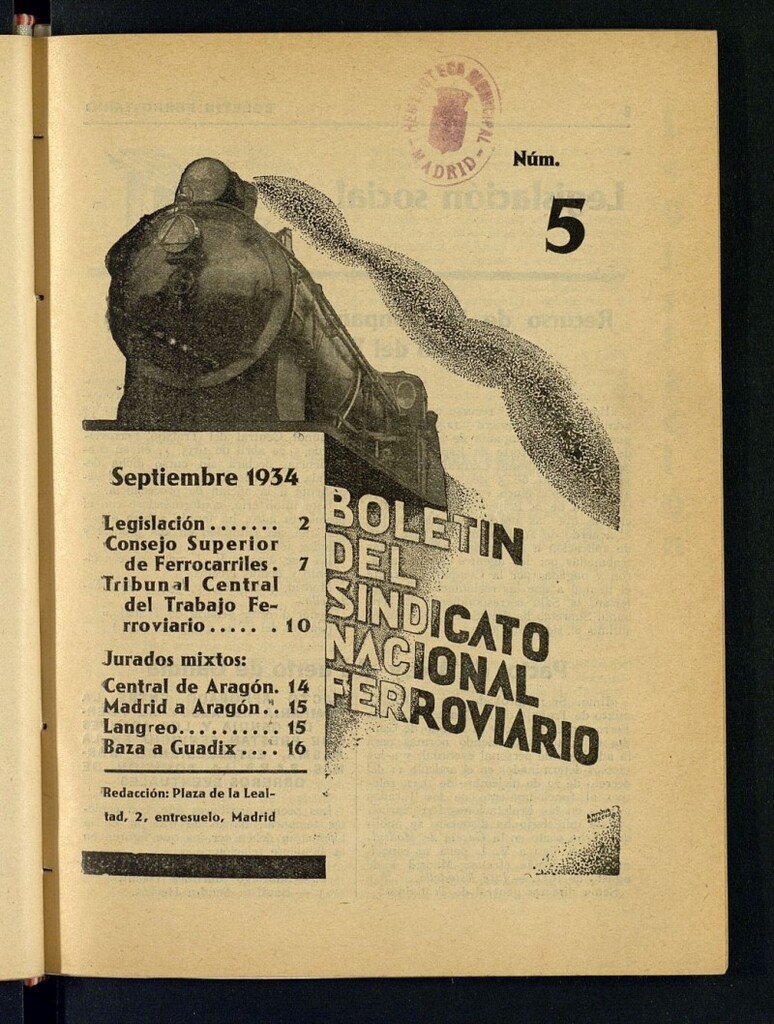 HEMEROTECA MUNICIPAL
MADRID
Núm.
5
Septiembre 1934
Legislación ....... 2
Consejo Superior
de Ferrocarriles. 7
Tribunal Central
del Trabajo Fe-
rroviario ..... . 10
Jurados mixtos:
Central de Aragón. 14
Madrid a Aragón.. 15
Langreo.......... 15
Baza a Guadix .... 16
Redacción: Plaza de la Leal-
tad, 2, entresuelo, Madrid
BOLETIN
DEL
SINDICATO
NACIONAL
FERROVIARIO